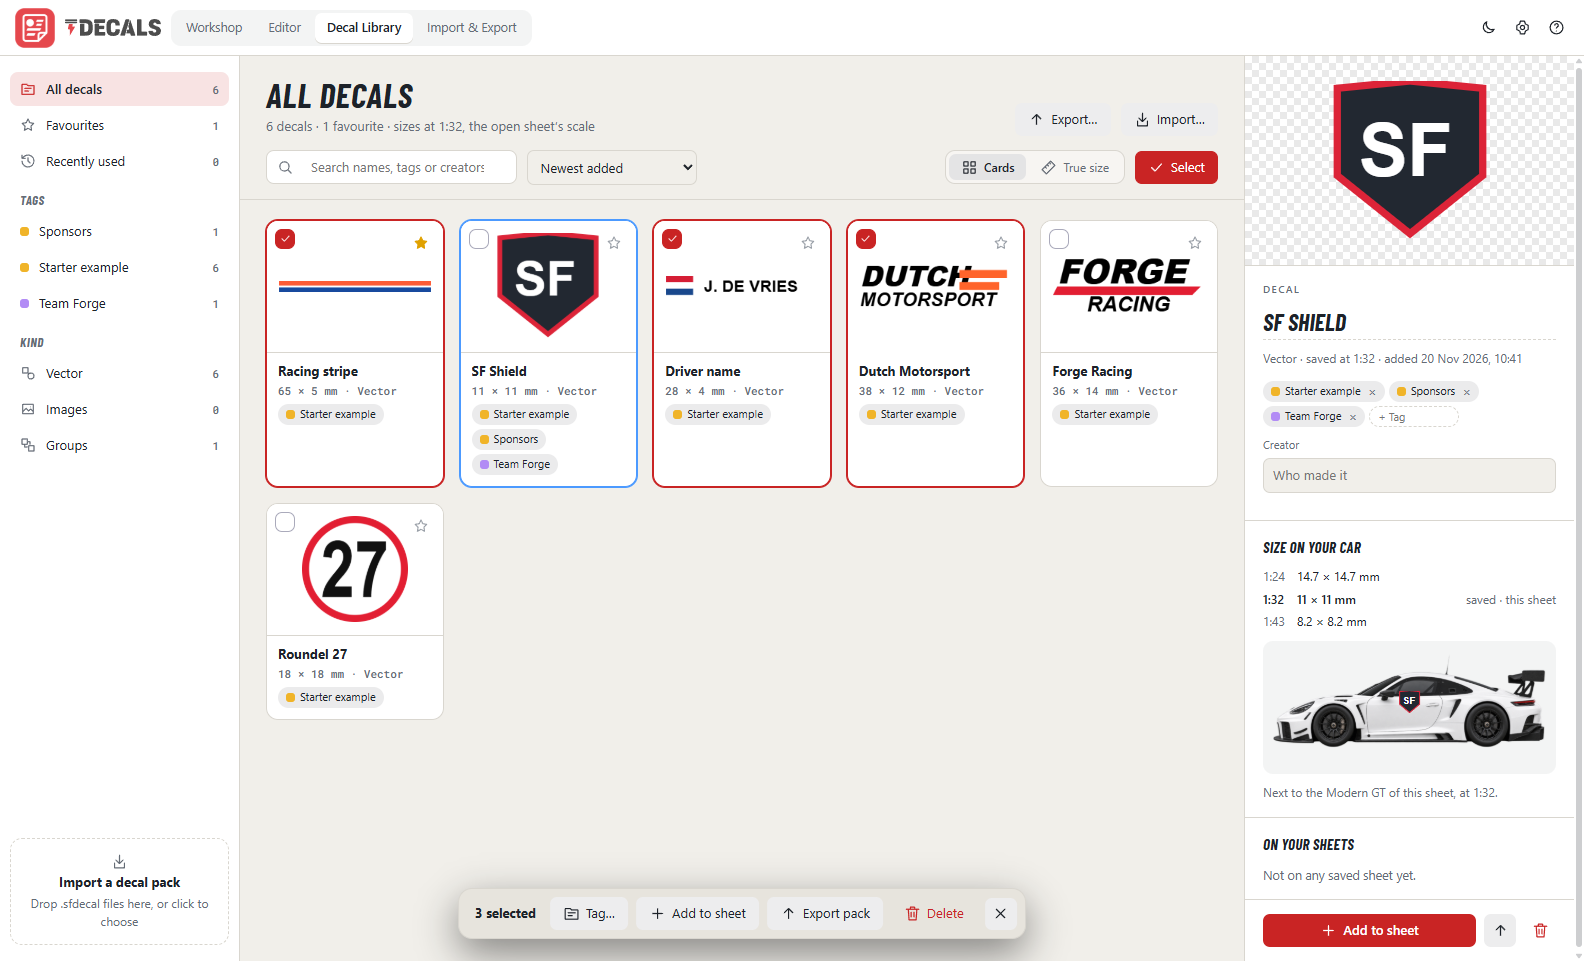 DECALS
Workshop
Editor
Decal Library
Import & Export
All decals 6
Favourites 1
Recently used 0
TAGS
Sponsors 1
Starter example 6
Team Forge 1
KIND
Vector 6
Images 0
Groups 1
Import a decal pack
Drop .sfdecal files here, or click to
choose
ALL DECALS
6 decals · 1 favourite · sizes at 1:32, the open sheet's scale
Export...
Import...
Search names, tags or creators
Newest added
Cards
True size
Select
Racing stripe
65 × 5 mm · Vector
Starter example
SF
SF Shield
11 × 11 mm · Vector
Starter example
Sponsors
Team Forge
J. DE VRIES
Driver name
28 × 4 mm · Vector
Starter example
DUTCH
MOTORSPORT
Dutch Motorsport
38 × 12 mm · Vector
Starter example
FORGE
RACING
Forge Racing
36 × 14 mm · Vector
Starter example
27
Roundel 27
18 × 18 mm · Vector
Starter example
3 selected
Tag...
Add to sheet
Export pack
Delete
SF
DECAL
SF SHIELD
Vector · saved at 1:32 · added 20 Nov 2026, 10:41
Starter example ×
Sponsors ×
Team Forge ×
+ Tag
Creator
Who made it
SIZE ON YOUR CAR
1:24 14.7 × 14.7 mm
1:32 11 × 11 mm saved · this sheet
1:43 8.2 × 8.2 mm
SF
Next to the Modern GT of this sheet, at 1:32.
ON YOUR SHEETS
Not on any saved sheet yet.
Add to sheet